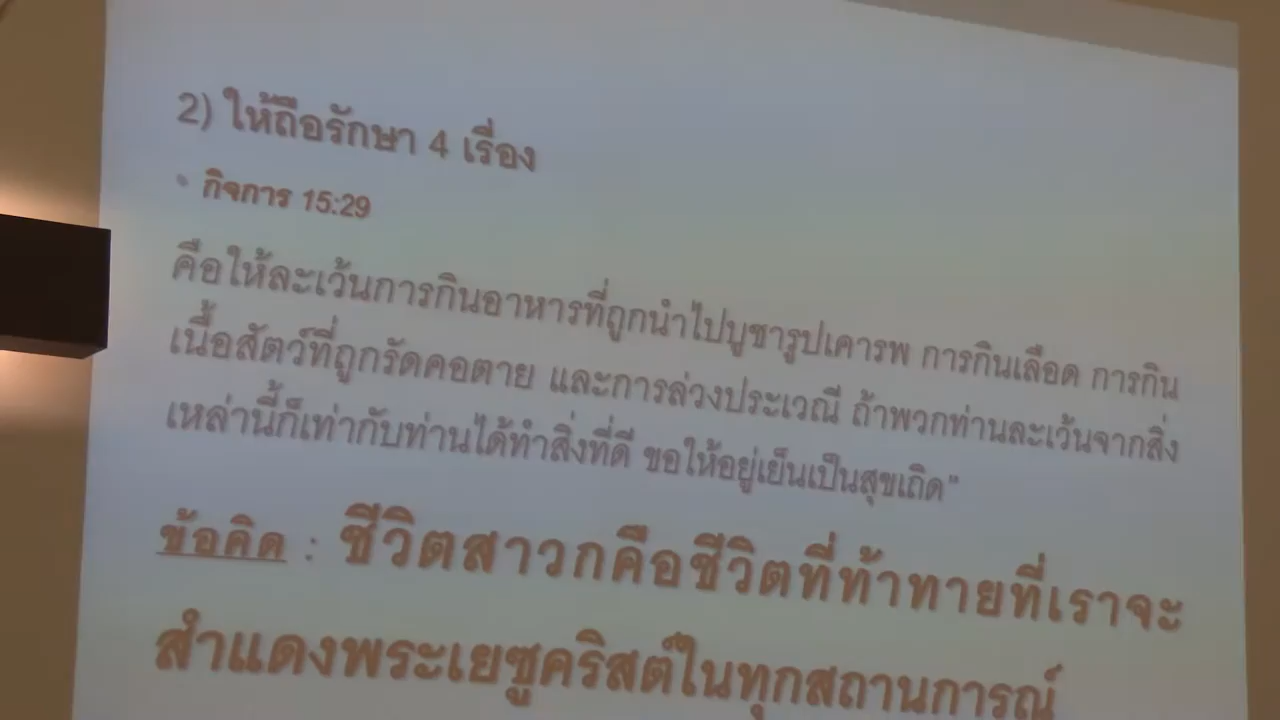 2) ให้ถือรักษา 4 เรื่อง
• กิจการ 15:29
คือให้ละเว้นการกินอาหารที่ถูกนำไปบูชารูปเคารพ การกินเลือด การกิน
เนื้อสัตว์ที่ถูกรัดคอตาย และการล่วงประเวณี ถ้าพวกท่านละเว้นจากสิ่ง
เหล่านี้ก็เท่ากับท่านได้ทำสิ่งที่ดี ขอให้อยู่เย็นเป็นสุขเถิด"
ข้อคิด : ชีวิตสาวกคือชีวิตที่ท้าทายที่เราจะ
สำแดงพระเยซูคริสต์ในทุกสถานการณ์